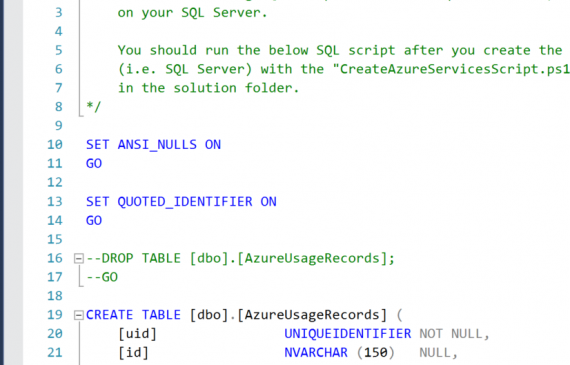 3 on your SQL Server.
4
5 You should run the below SQL script after you create the
6 (i.e. SQL Server) with the "CreateAzureServicesScript.ps1
7 in the solution folder.
8 */
9
10 SET ANSI_NULLS ON
11 GO
12
13 SET QUOTED_IDENTIFIER ON
14 GO
15
16 --DROP TABLE [dbo].[AzureUsageRecords];
17 --GO
18
19 CREATE TABLE [dbo].[AzureUsageRecords] (
20 [uid] UNIQUEIDENTIFIER NOT NULL,
21 [id] NVARCHAR (150) NULL,